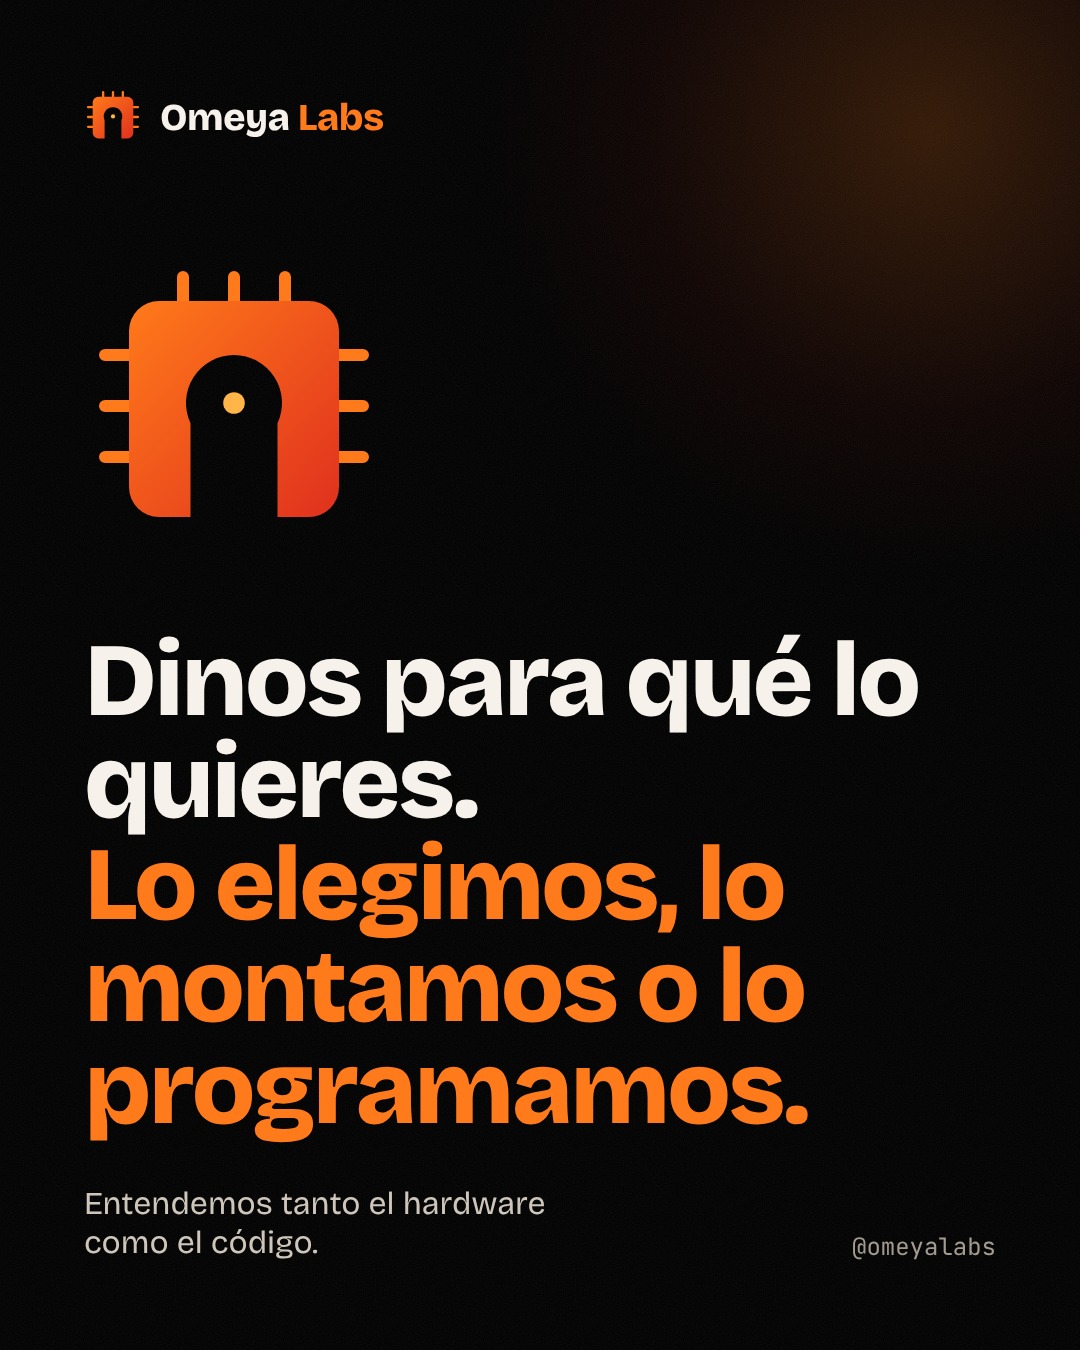 Omeya Labs
Dinos para qué lo
quieres.
Lo elegimos, lo
montamos o lo
programamos.
Entendemos tanto el hardware
como el código.
@omeyalabs